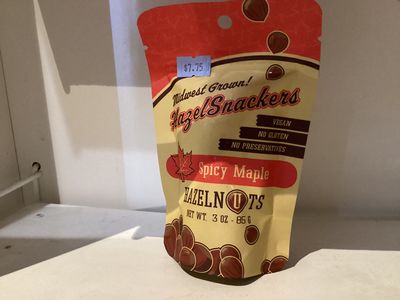 $7.75
Midwest Grown!
HazelSnackers
VEGAN
NO GLUTEN
NO PRESERVATIVES
Spicy Maple
HAZELNUTS
NET WT. 3 OZ - 85 G